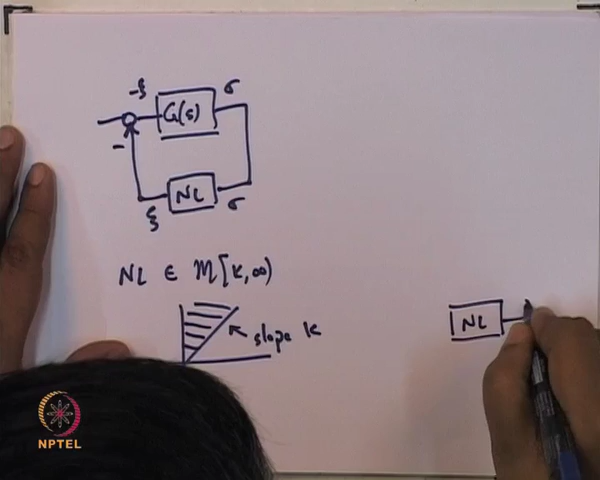 -ξ σ
G(s)
-
NL
ξ σ
NL ∈ M[K,∞)
slope K
NL
NPTEL